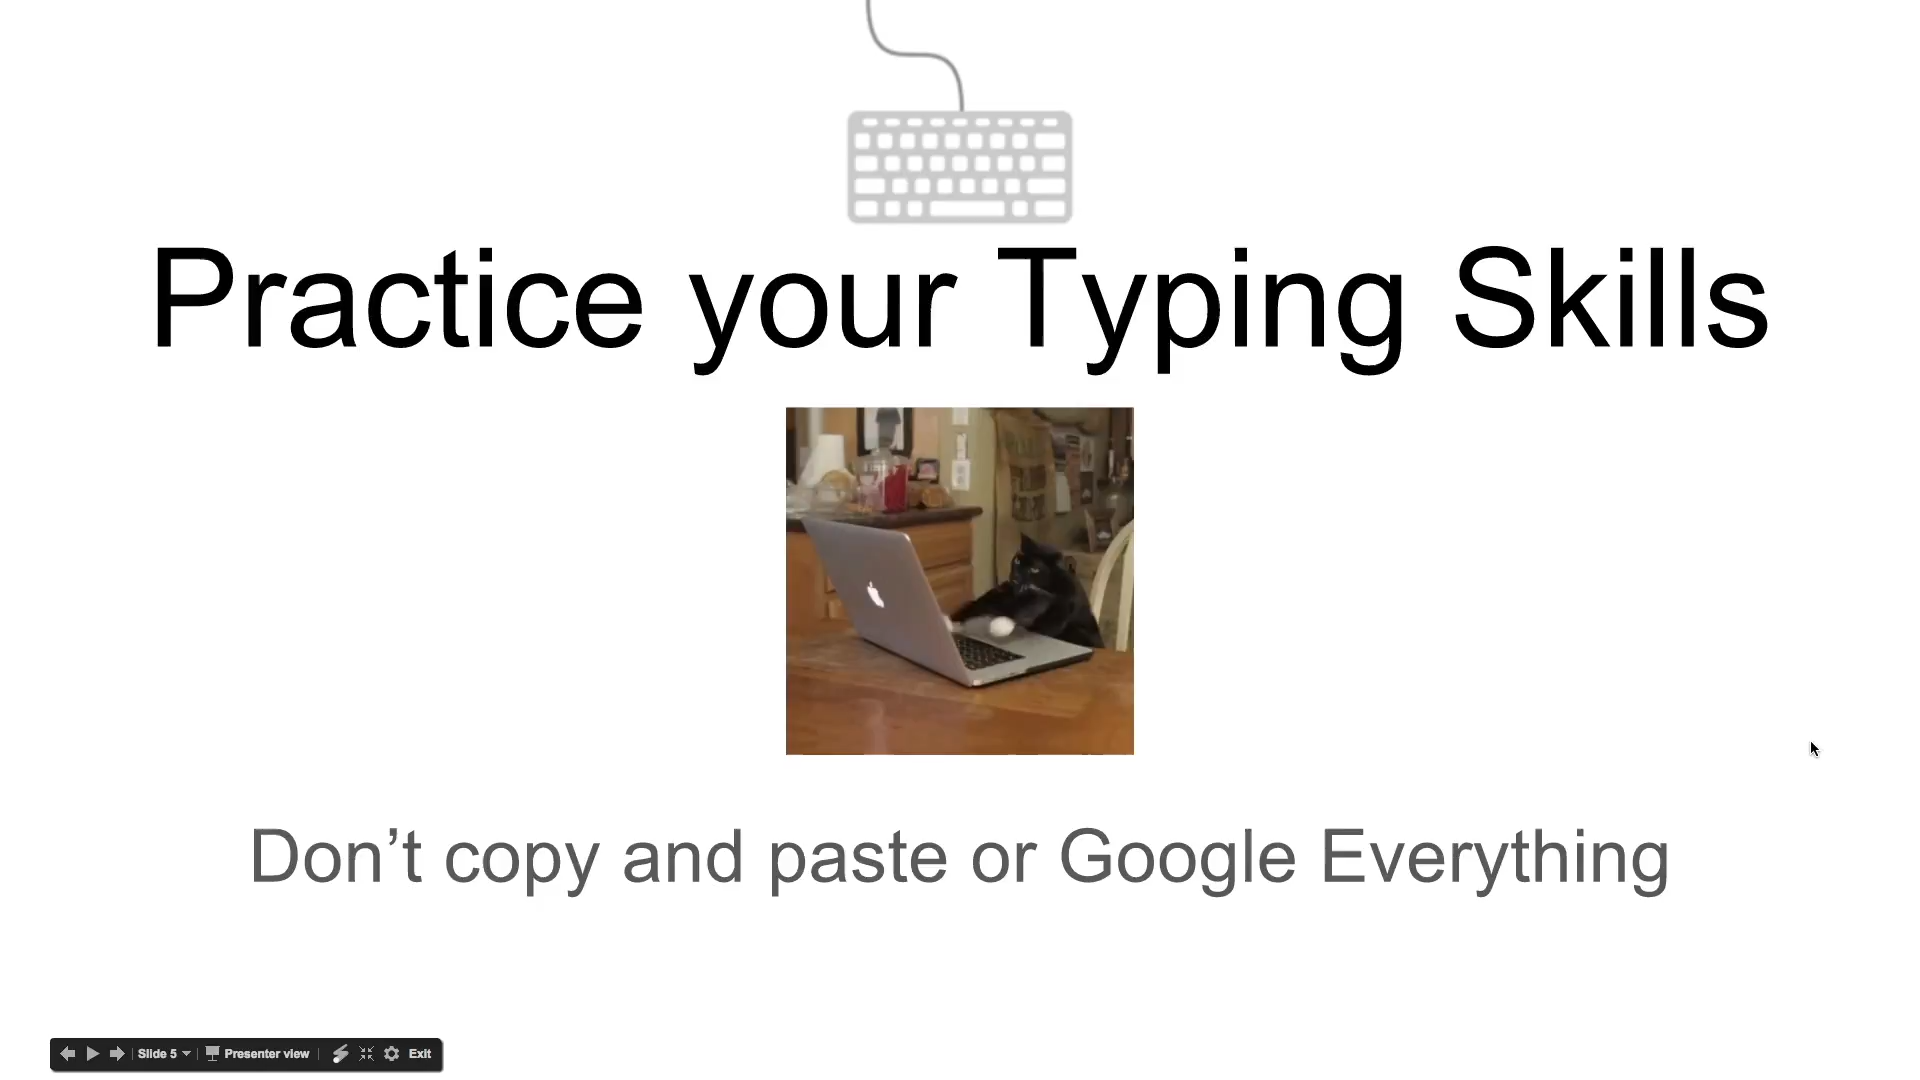 Practice your Typing Skills
Don’t copy and paste or Google Everything
Slide 5 Presenter view Exit